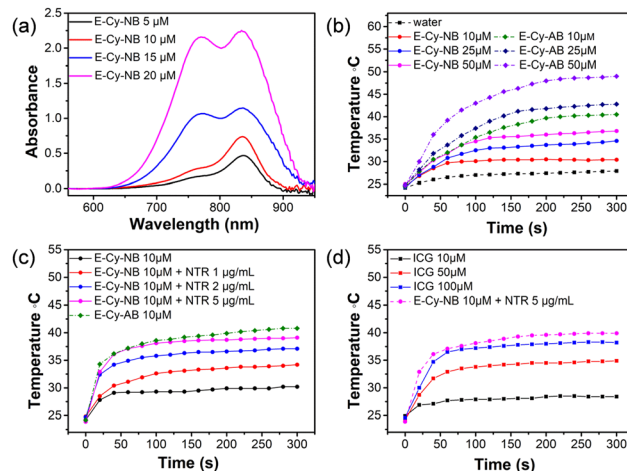 (a)
E-Cy-NB 5 μM
E-Cy-NB 10 μM
E-Cy-NB 15 μM
E-Cy-NB 20 μM
Absorbance
2.5
2.0
1.5
1.0
0.5
0.0
600 700 800 900
Wavelength (nm)
(b)
water
E-Cy-NB 10μM E-Cy-AB 10μM
E-Cy-NB 25μM E-Cy-AB 25μM
E-Cy-NB 50μM E-Cy-AB 50μM
Temperature °C
60
55
50
45
40
35
30
25
0 50 100 150 200 250 300
Time (s)
(c)
E-Cy-NB 10μM
E-Cy-NB 10μM + NTR 1 μg/mL
E-Cy-NB 10μM + NTR 2 μg/mL
E-Cy-NB 10μM + NTR 5 μg/mL
E-Cy-AB 10μM
Temperature °C
55
50
45
40
35
30
25
0 50 100 150 200 250 300
Time (s)
(d)
ICG 10μM
ICG 50μM
ICG 100μM
E-Cy-NB 10μM + NTR 5 μg/mL
Temperature °C
55
50
45
40
35
30
25
0 50 100 150 200 250 300
Time (s)